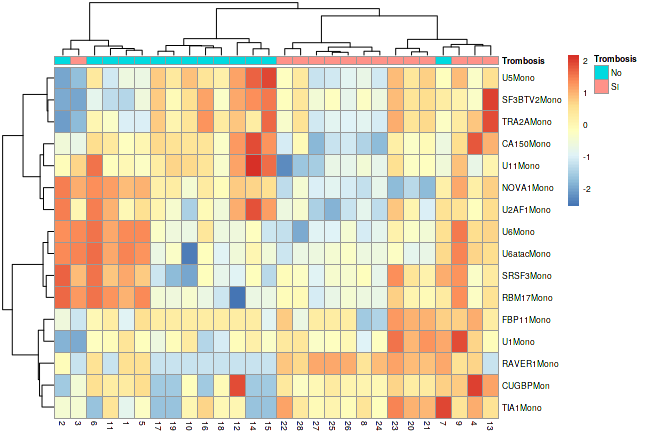 Trombosis
U5Mono
SF3BTV2Mono
TRA2AMono
CA150Mono
U11Mono
NOVA1Mono
U2AF1Mono
U6Mono
U6atacMono
SRSF3Mono
RBM17Mono
FBP11Mono
U1Mono
RAVER1Mono
CUGBPMon
TIA1Mono
2 3 6 11 1 5 17 19 10 16 18 12 14 15 22 28 27 25 26 8 24 23 20 21 7 9 4 13
2
1
0
-1
-2
Trombosis
No
SI